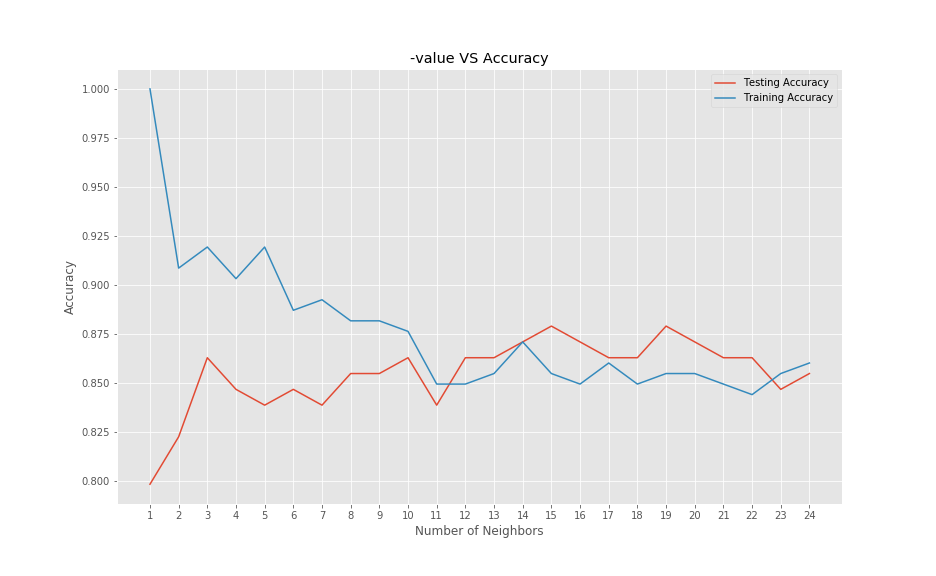 -value VS Accuracy
Testing Accuracy
Training Accuracy
1.000
0.975
0.950
0.925
0.900
0.875
0.850
0.825
0.800
Accuracy
1 2 3 4 5 6 7 8 9 10 11 12 13 14 15 16 17 18 19 20 21 22 23 24
Number of Neighbors